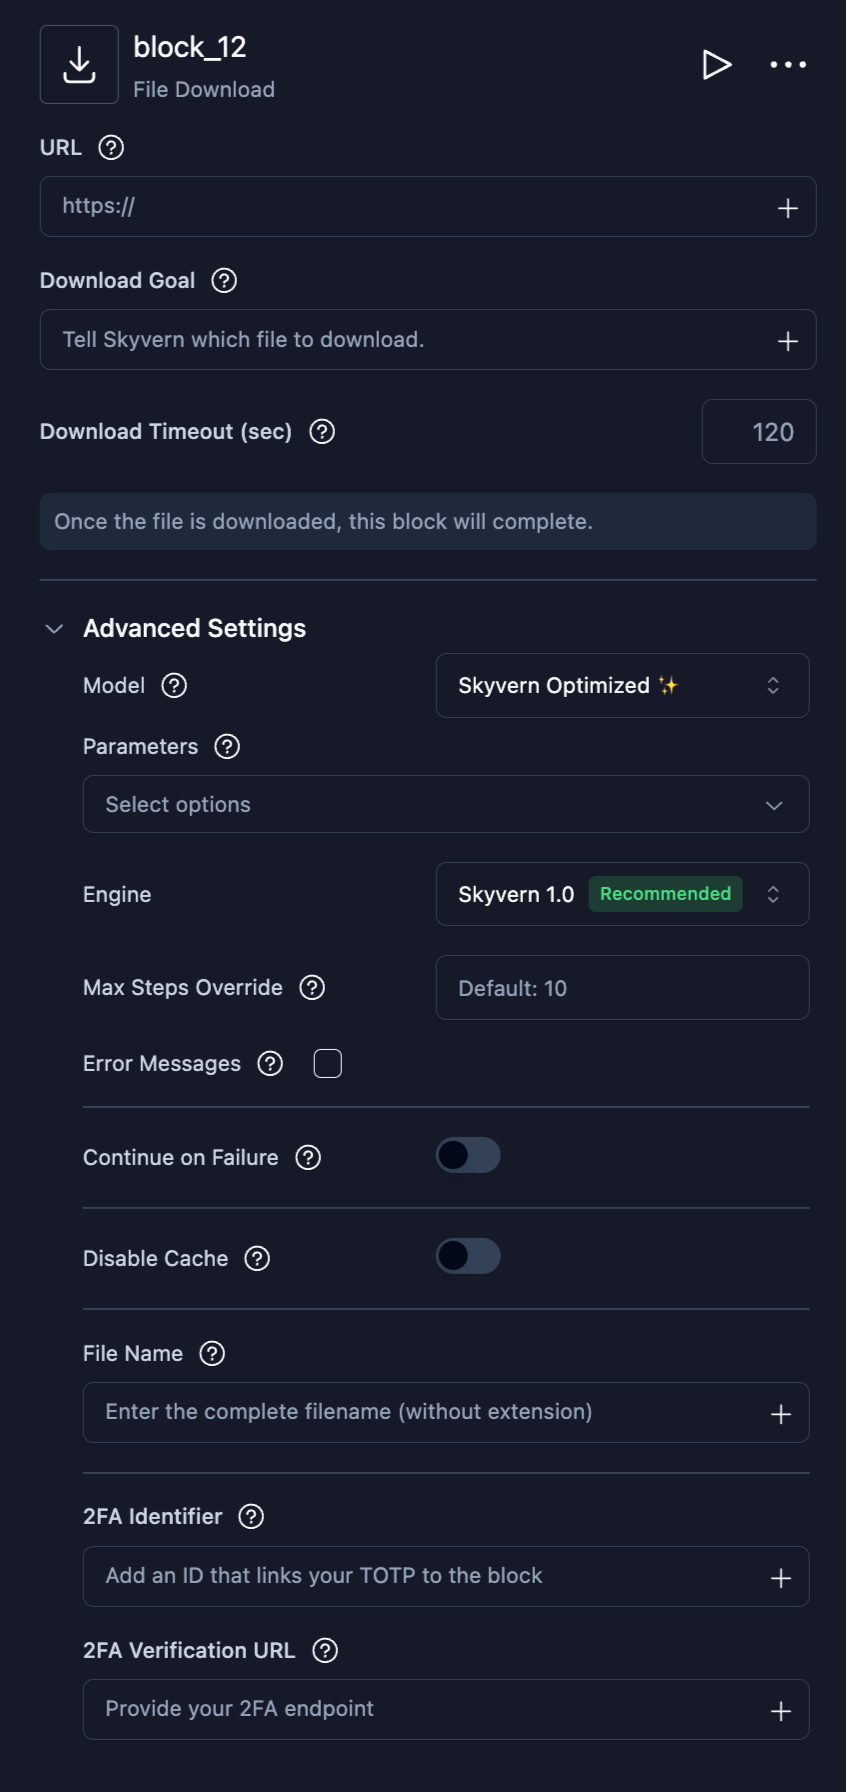 block_12
File Download
URL
https://
Download Goal
Tell Skyvern which file to download.
Download Timeout (sec)
120
Once the file is downloaded, this block will complete.
Advanced Settings
Model
Skyvern Optimized ✨
Parameters
Select options
Engine
Skyvern 1.0 Recommended
Max Steps Override
Default: 10
Error Messages
Continue on Failure
Disable Cache
File Name
Enter the complete filename (without extension)
2FA Identifier
Add an ID that links your TOTP to the block
2FA Verification URL
Provide your 2FA endpoint